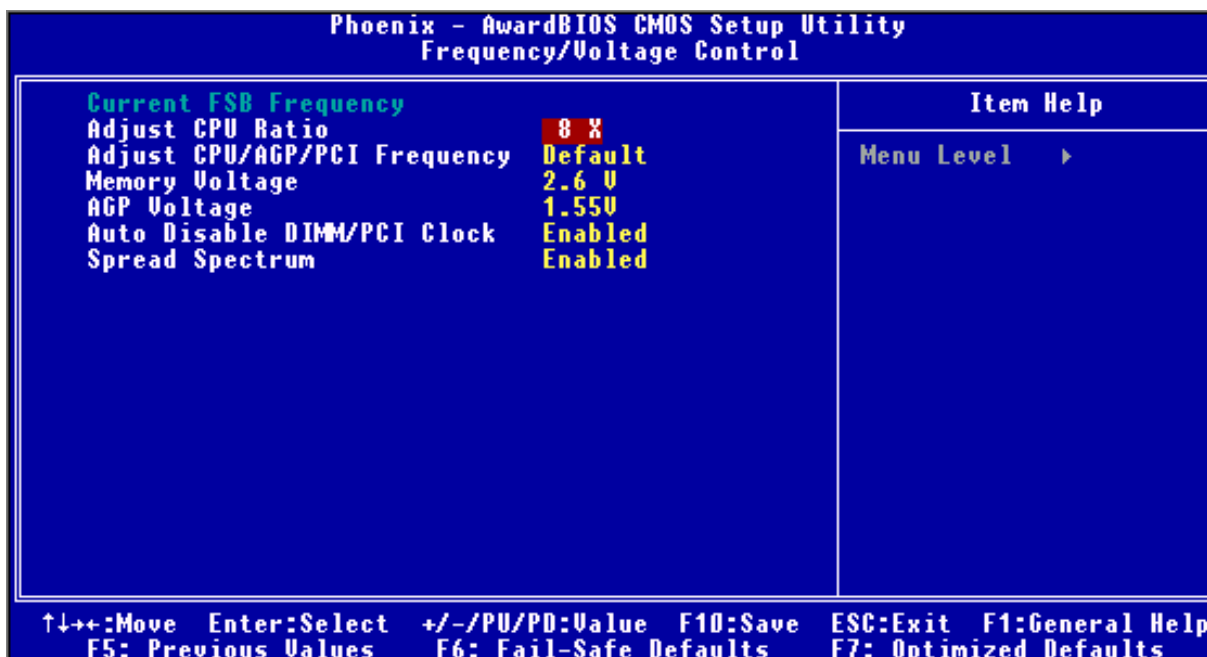 Phoenix - AwardBIOS CMOS Setup Utility
Frequency/Voltage Control
Current FSB Frequency
Adjust CPU Ratio 8 X
Adjust CPU/AGP/PCI Frequency Default
Memory Voltage 2.6 V
AGP Voltage 1.55V
Auto Disable DIMM/PCI Clock Enabled
Spread Spectrum Enabled
Item Help
Menu Level ▸
↑↓→←:Move Enter:Select +/-/PU/PD:Value F10:Save ESC:Exit F1:General Help
F5: Previous Values F6: Fail-Safe Defaults F7: Optimized Defaults